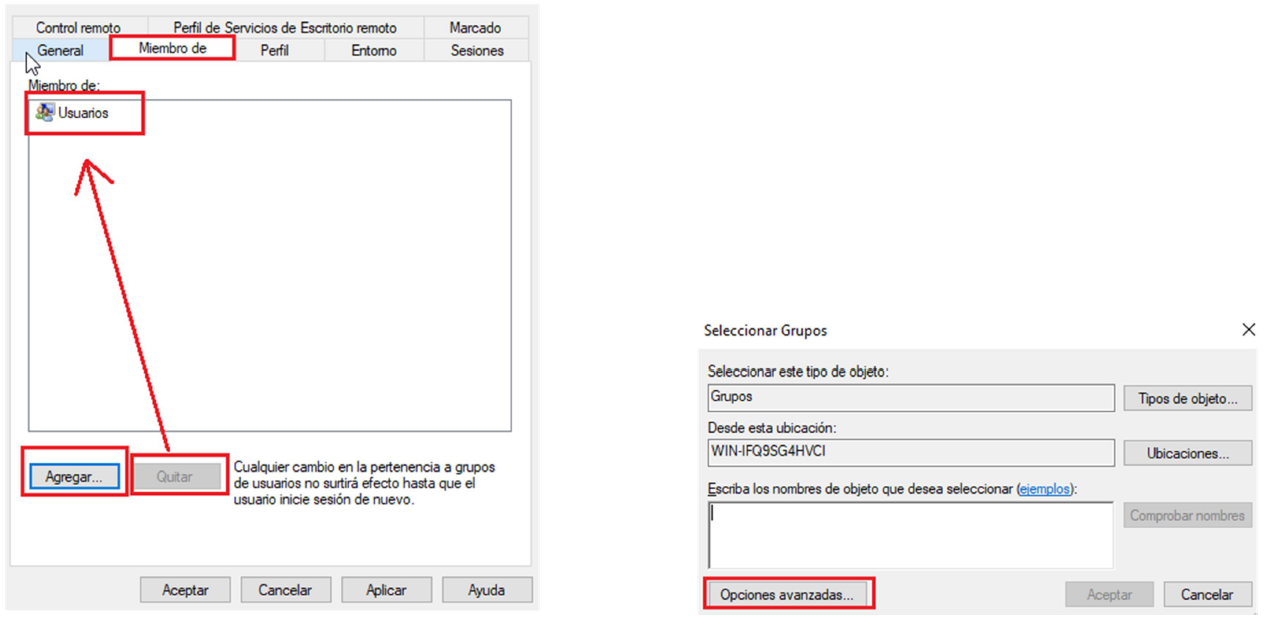 Control remoto Perfil de Servicios de Escritorio remoto Marcado
General Miembro de Perfil Entorno Sesiones
Miembro de:
Usuarios
Agregar... Quitar
Cualquier cambio en la pertenencia a grupos
de usuarios no surtirá efecto hasta que el
usuario inicie sesión de nuevo.
Aceptar Cancelar Aplicar Ayuda
Seleccionar Grupos
Seleccionar este tipo de objeto:
Grupos Tipos de objeto...
Desde esta ubicación:
WIN-IFQ9SG4HVCI Ubicaciones...
Escriba los nombres de objeto que desea seleccionar (ejemplos):
Comprobar nombres
Opciones avanzadas... Aceptar Cancelar